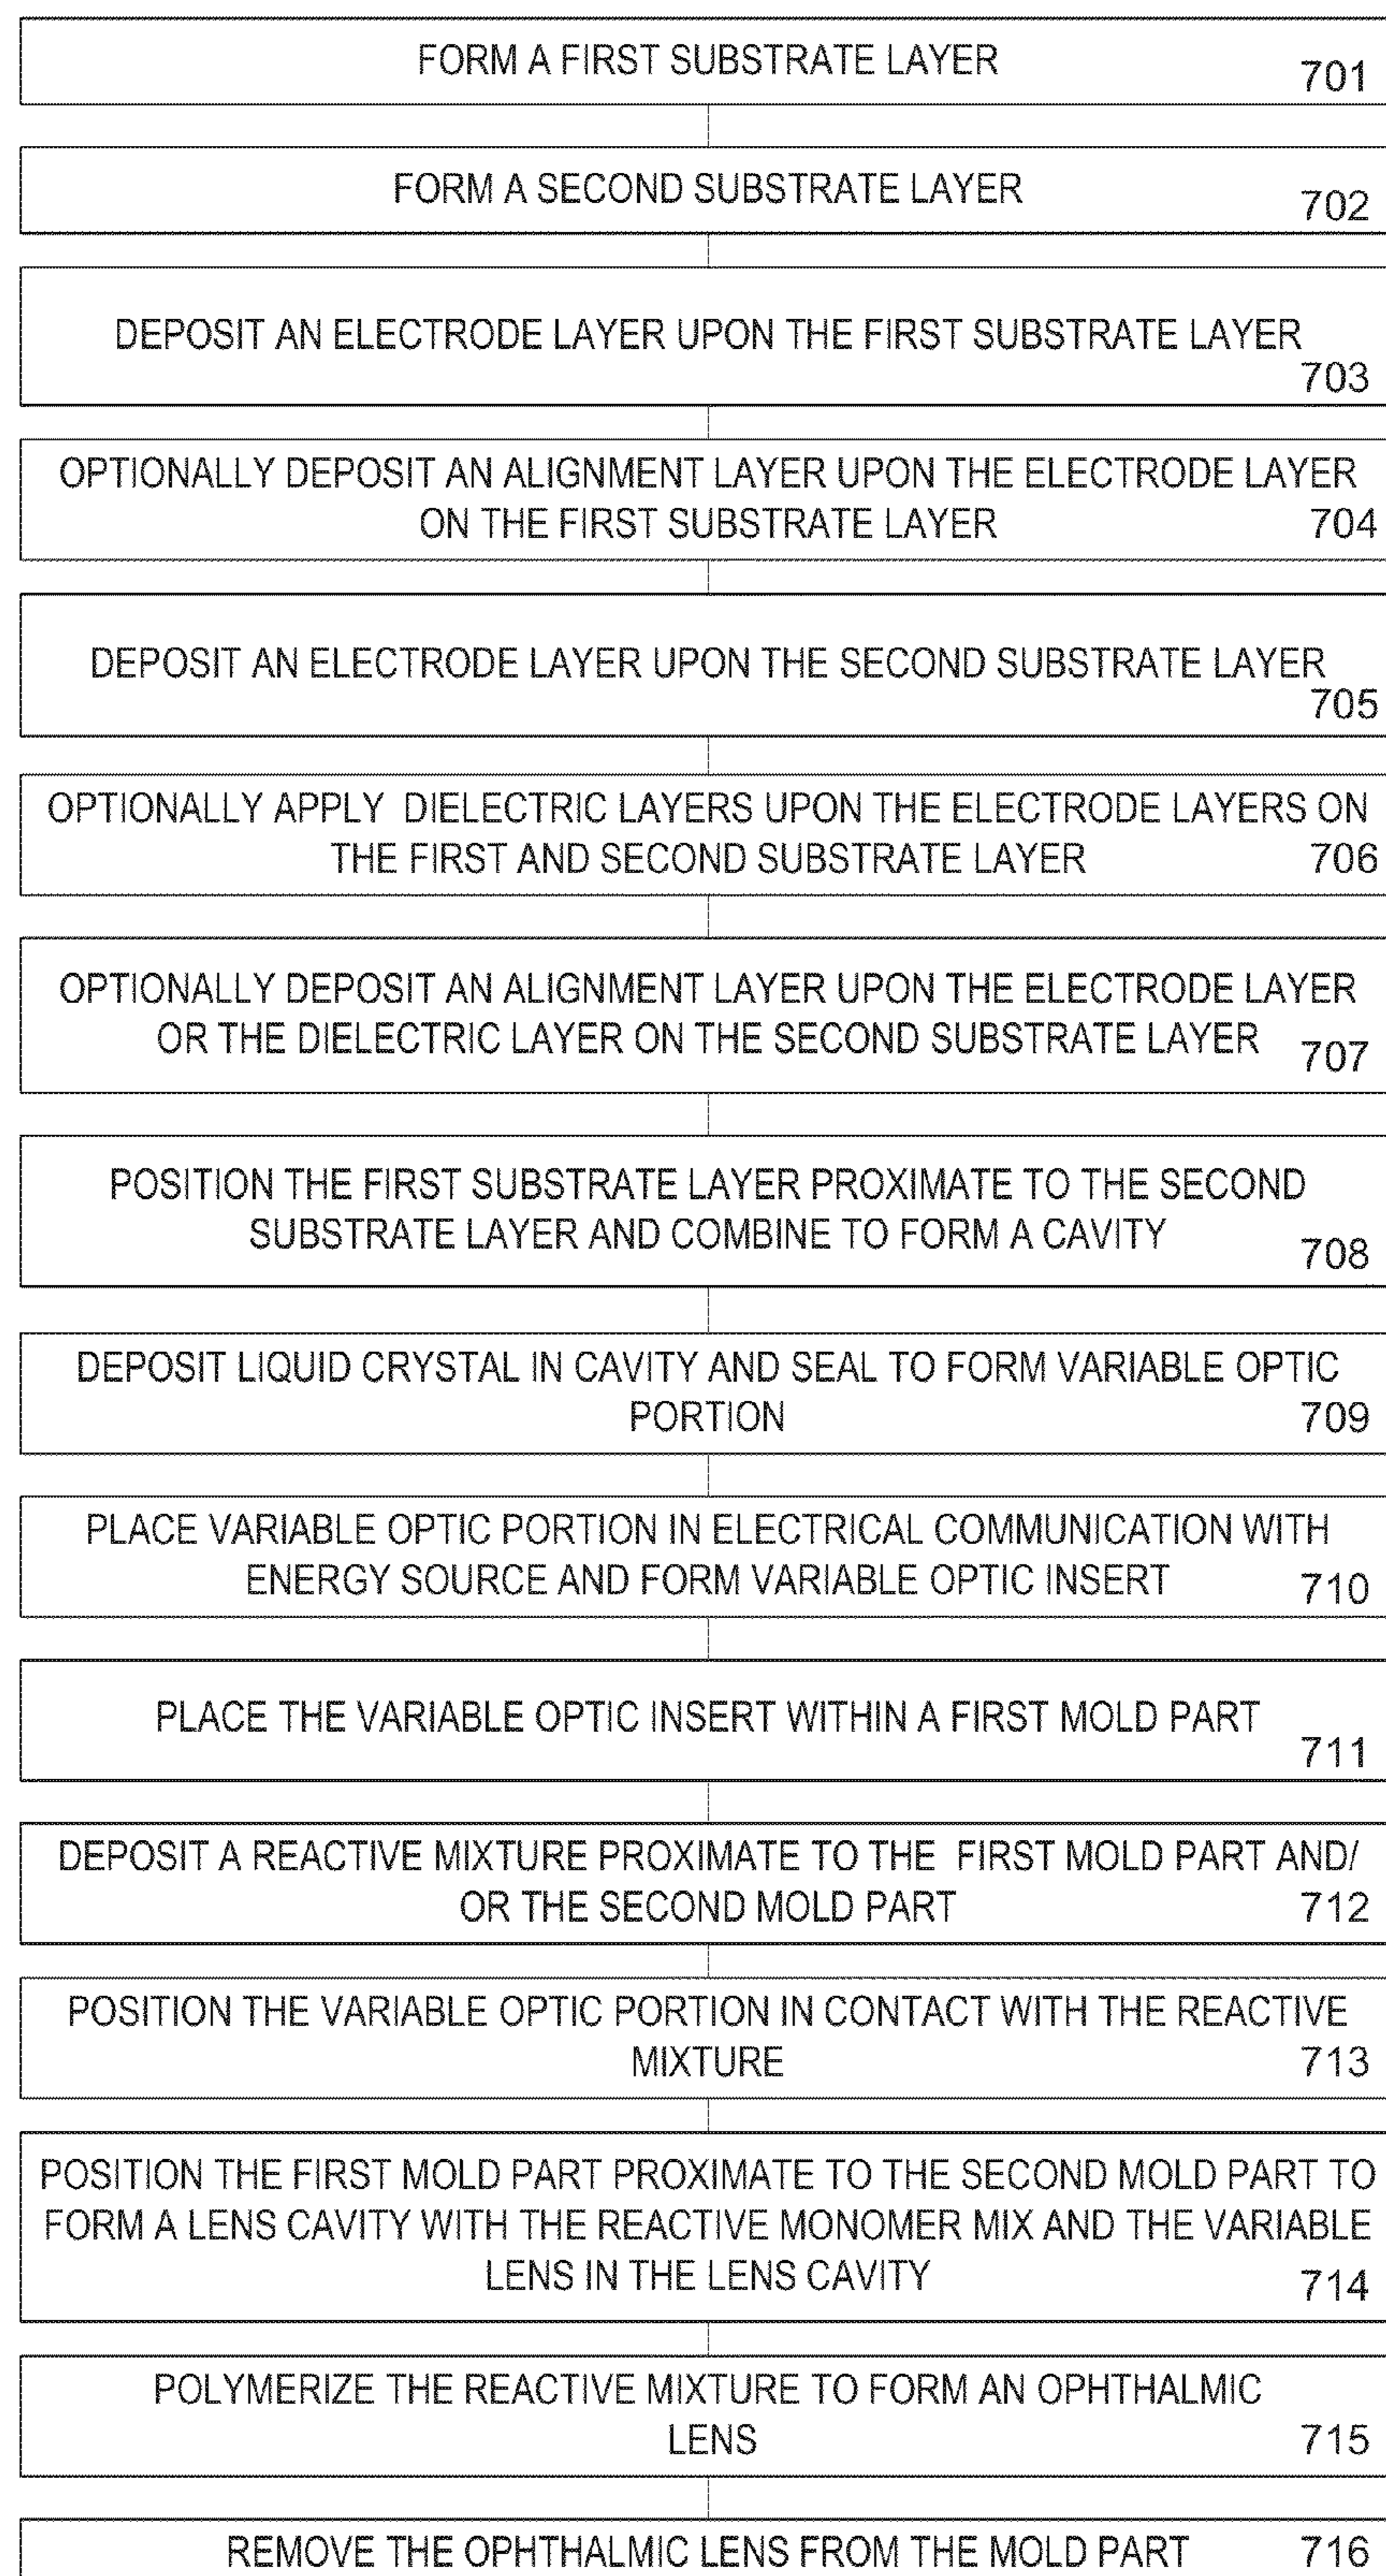 FORM A FIRST SUBSTRATE LAYER
701
FORM A SECOND SUBSTRATE LAYER
702
DEPOSIT AN ELECTRODE LAYER UPON THE FIRST SUBSTRATE LAYER
703
OPTIONALLY DEPOSIT AN ALIGNMENT LAYER UPON THE ELECTRODE LAYER
ON THE FIRST SUBSTRATE LAYER 704
DEPOSIT AN ELECTRODE LAYER UPON THE SECOND SUBSTRATE LAYER
705
OPTIONALLY APPLY DIELECTRIC LAYERS UPON THE ELECTRODE LAYERS ON
THE FIRST AND SECOND SUBSTRATE LAYER 706
OPTIONALLY DEPOSIT AN ALIGNMENT LAYER UPON THE ELECTRODE LAYER
OR THE DIELECTRIC LAYER ON THE SECOND SUBSTRATE LAYER 707
POSITION THE FIRST SUBSTRATE LAYER PROXIMATE TO THE SECOND
SUBSTRATE LAYER AND COMBINE TO FORM A CAVITY 708
DEPOSIT LIQUID CRYSTAL IN CAVITY AND SEAL TO FORM VARIABLE OPTIC
PORTION 709
PLACE VARIABLE OPTIC PORTION IN ELECTRICAL COMMUNICATION WITH
ENERGY SOURCE AND FORM VARIABLE OPTIC INSERT 710
PLACE THE VARIABLE OPTIC INSERT WITHIN A FIRST MOLD PART
711
DEPOSIT A REACTIVE MIXTURE PROXIMATE TO THE FIRST MOLD PART AND/
OR THE SECOND MOLD PART 712
POSITION THE VARIABLE OPTIC PORTION IN CONTACT WITH THE REACTIVE
MIXTURE 713
POSITION THE FIRST MOLD PART PROXIMATE TO THE SECOND MOLD PART TO
FORM A LENS CAVITY WITH THE REACTIVE MONOMER MIX AND THE VARIABLE
LENS IN THE LENS CAVITY 714
POLYMERIZE THE REACTIVE MIXTURE TO FORM AN OPHTHALMIC
LENS 715
REMOVE THE OPHTHALMIC LENS FROM THE MOLD PART 716